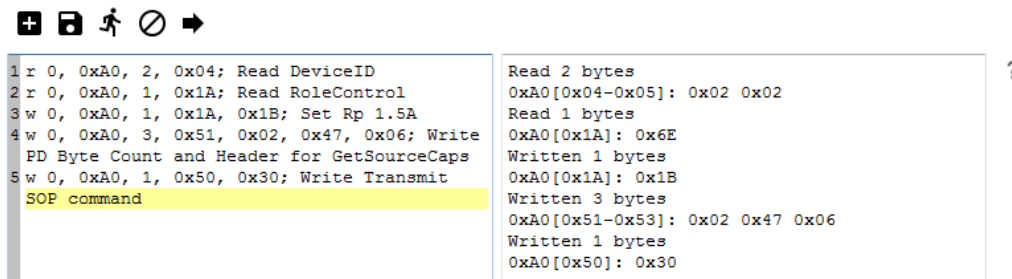 1 r 0, 0xA0, 2, 0x04; Read DeviceID
2 r 0, 0xA0, 1, 0x1A; Read RoleControl
3 w 0, 0xA0, 1, 0x1A, 0x1B; Set Rp 1.5A
4 w 0, 0xA0, 3, 0x51, 0x02, 0x47, 0x06; Write
PD Byte Count and Header for GetSourceCaps
5 w 0, 0xA0, 1, 0x50, 0x30; Write Transmit
SOP command
Read 2 bytes
0xA0[0x04-0x05]: 0x02 0x02
Read 1 bytes
0xA0[0x1A]: 0x6E
Written 1 bytes
0xA0[0x1A]: 0x1B
Written 3 bytes
0xA0[0x51-0x53]: 0x02 0x47 0x06
Written 1 bytes
0xA0[0x50]: 0x30
?